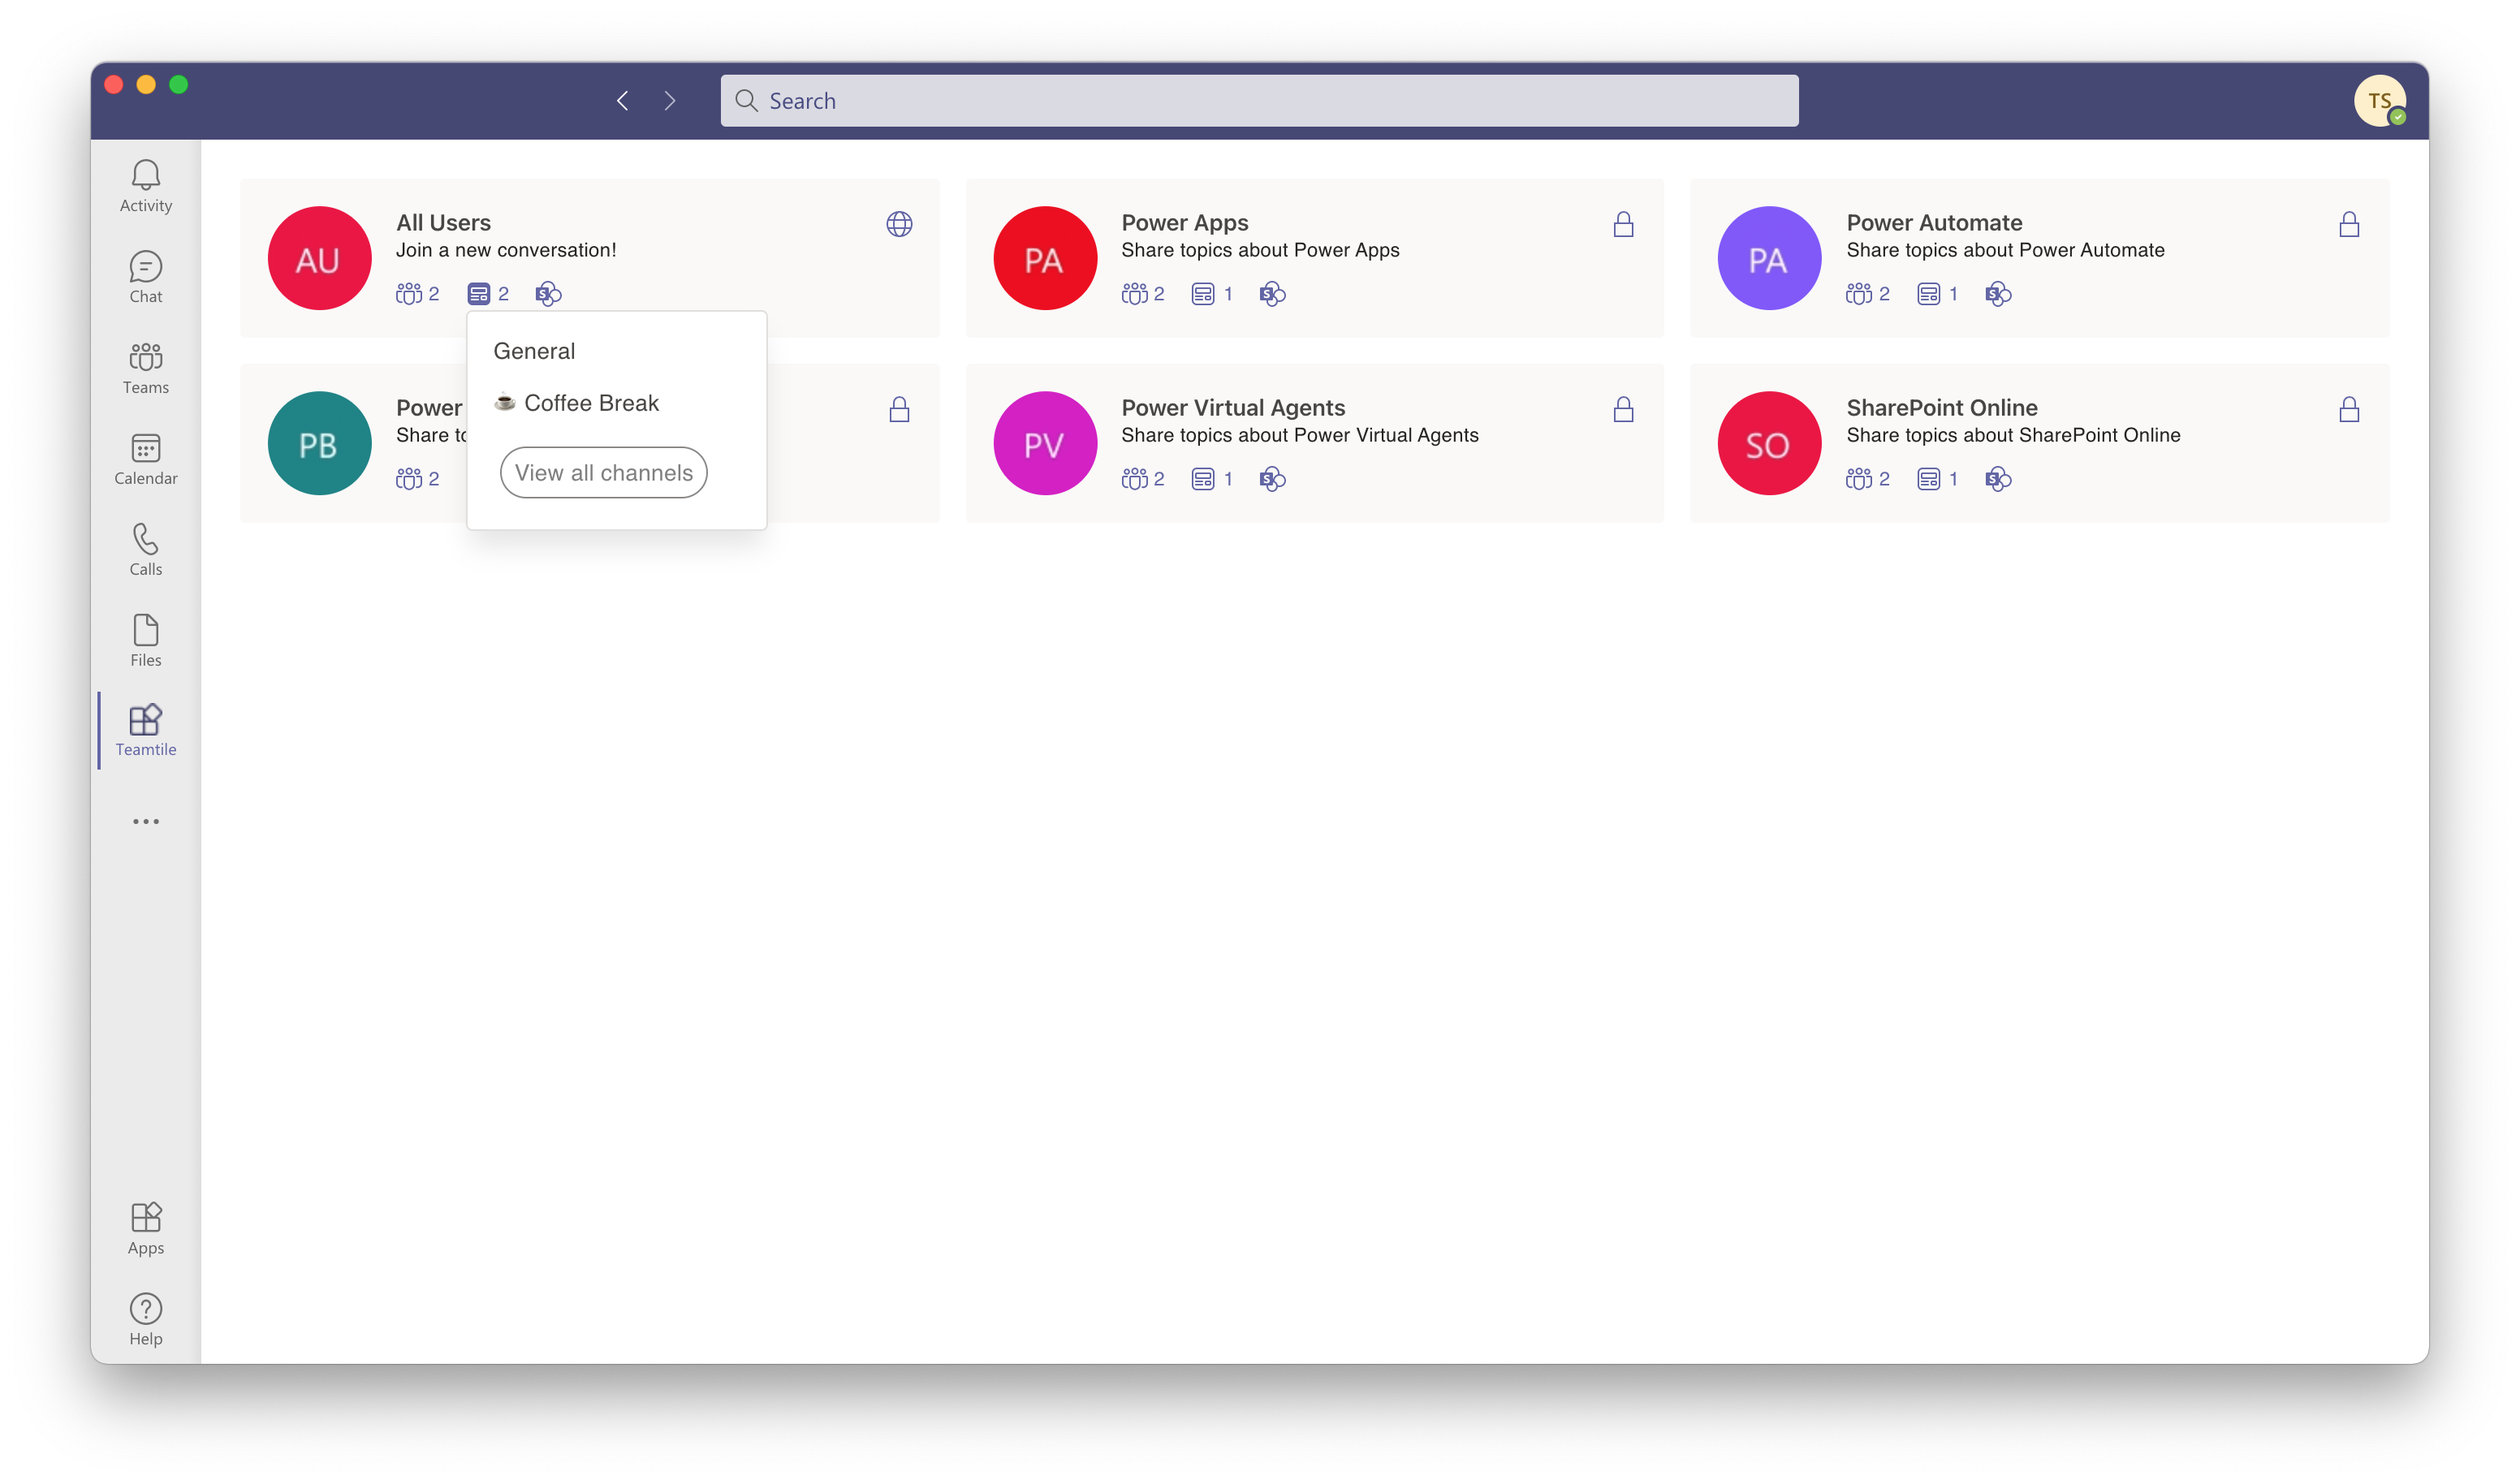 Search
TS
Activity
Chat
Teams
Calendar
Calls
Files
Teamtile
Apps
Help
AU
All Users
Join a new conversation!
2 2
PA
Power Apps
Share topics about Power Apps
2 1
PA
Power Automate
Share topics about Power Automate
2 1
General
☕ Coffee Break
View all channels
PB
Power
Share
2
PV
Power Virtual Agents
Share topics about Power Virtual Agents
2 1
SO
SharePoint Online
Share topics about SharePoint Online
2 1